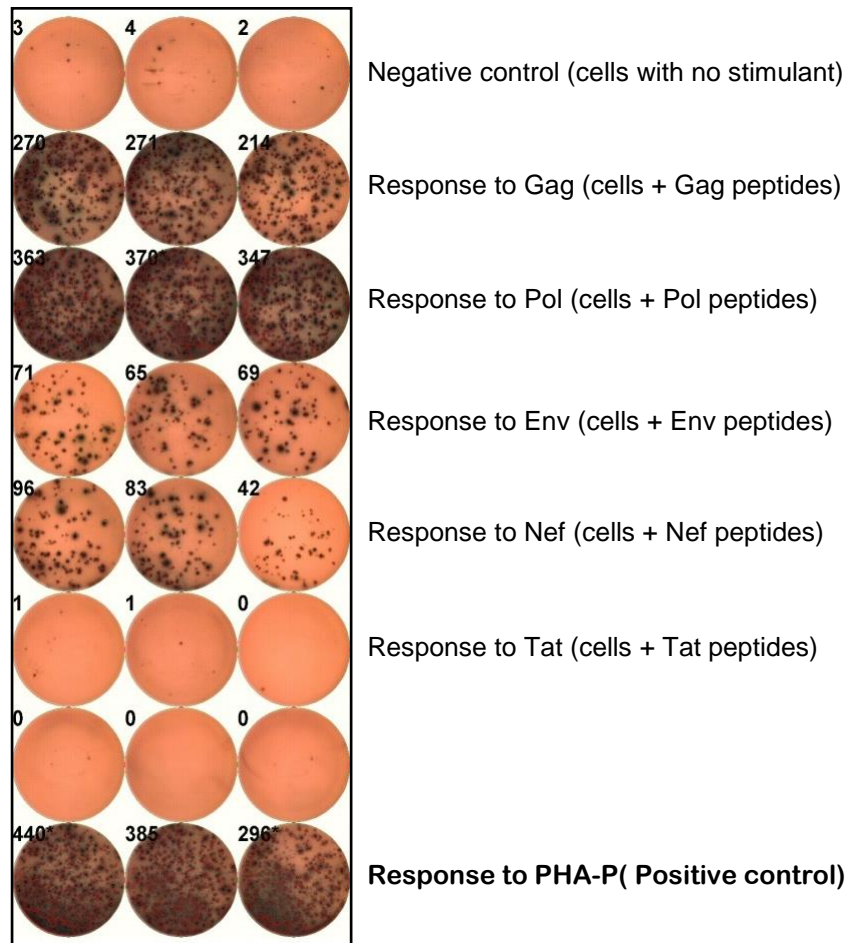 3 4 2 Negative control (cells with no stimulant)
270 271 214 Response to Gag (cells + Gag peptides)
363 370* 347 Response to Pol (cells + Pol peptides)
71 65 69 Response to Env (cells + Env peptides)
96 83 42 Response to Nef (cells + Nef peptides)
1 1 0 Response to Tat (cells + Tat peptides)
0 0 0
440* 385 296* Response to PHA-P( Positive control)